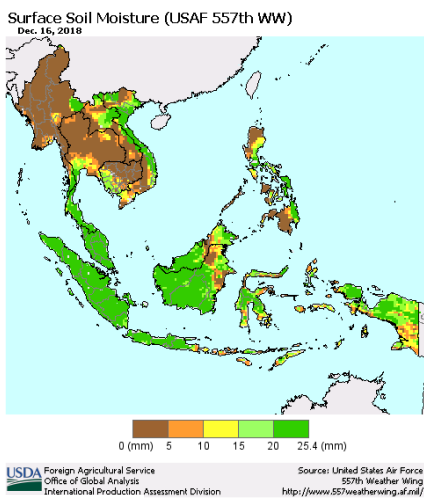 Surface Soil Moisture (USAF 557th WW)
Dec. 16, 2018
0 (mm) 5 10 15 20 25.4 (mm)
USDA Foreign Agricultural Service
Office of Global Analysis
International Production Assessment Division
Source: United States Air Force
557th Weather Wing
http://www.557weatherwing.af.mil/